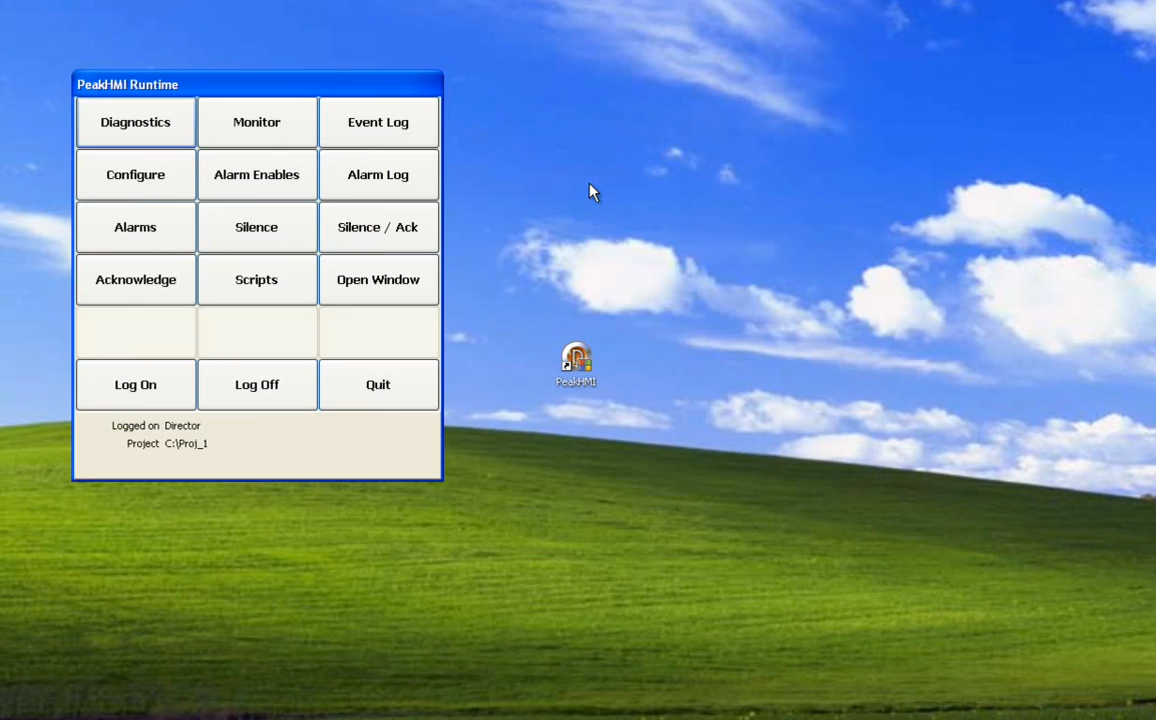 PeakHMI Runtime
Diagnostics Monitor Event Log
Configure Alarm Enables Alarm Log
Alarms Silence Silence / Ack
Acknowledge Scripts Open Window
Log On Log Off Quit
Logged on Director
Project C:\Proj_1
PeakHMI